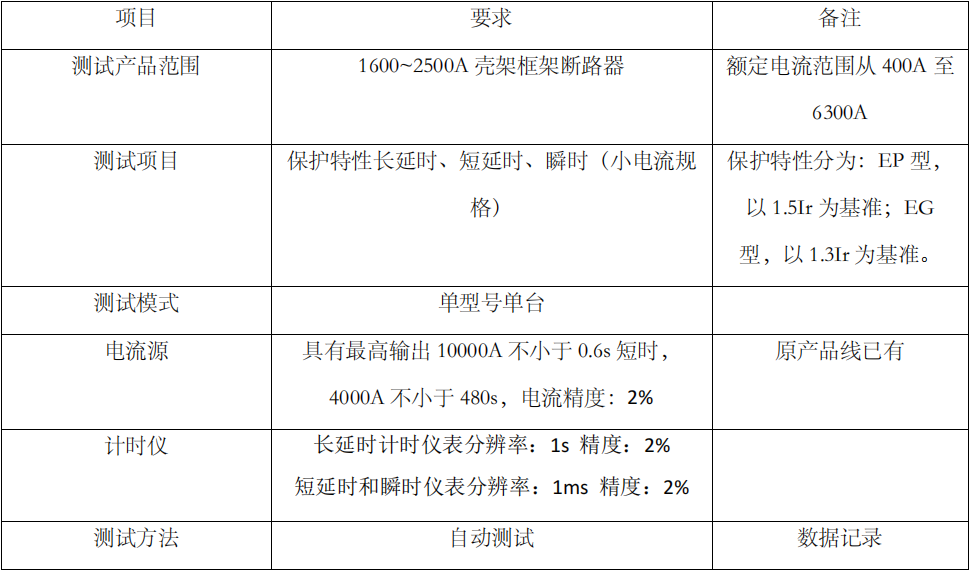 项目 要求 备注
测试产品范围 1600~2500A 壳架框架断路器 额定电流范围从 400A 至
6300A
测试项目 保护特性长延时、短延时、瞬时（小电流规
格） 保护特性分为：EP 型，
以 1.5Ir 为基准；EG
型，以 1.3Ir 为基准。
测试模式 单型号单台
电流源 具有最高输出 10000A 不小于 0.6s 短时，
4000A 不小于 480s，电流精度：2% 原产品线已有
计时仪 长延时计时仪表分辨率：1s 精度：2%
短延时和瞬时仪表分辨率：1ms 精度：2%
测试方法 自动测试 数据记录